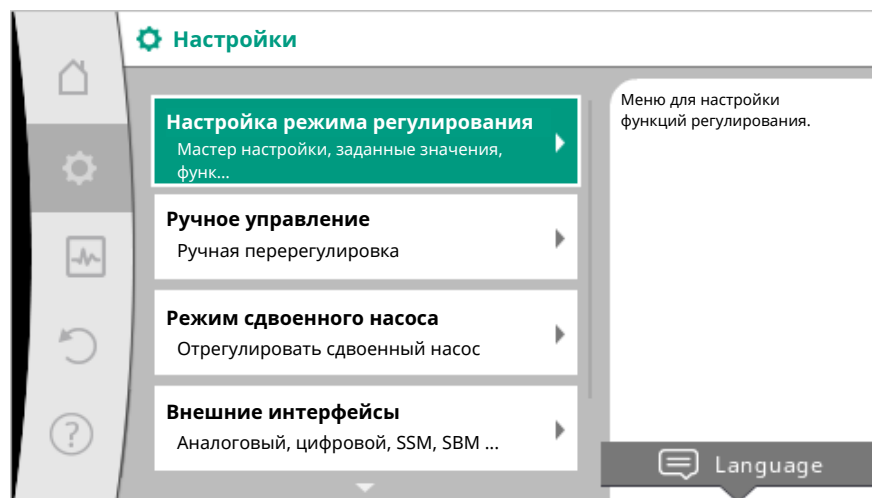 Настройки
Настройка режима регулирования
Мастер настройки, заданные значения,
функ...
Ручное управление
Ручная перерегулировка
Режим сдвоенного насоса
Отрегулировать сдвоенный насос
Внешние интерфейсы
Аналоговый, цифровой, SSM, SBM ...
Меню для настройки
функций регулирования.
?
Language